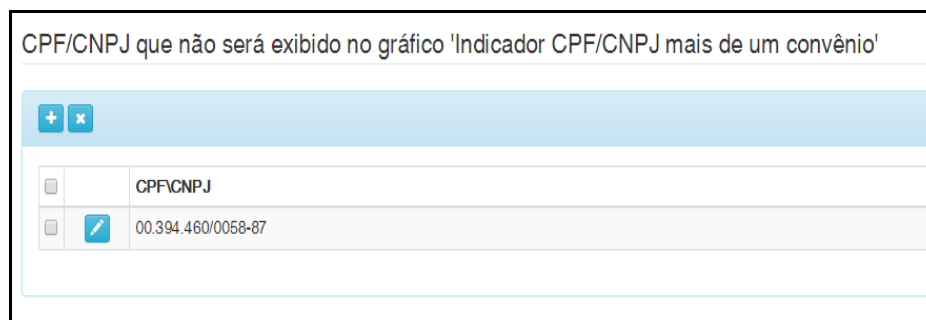 CPF/CNPJ que não será exibido no gráfico 'Indicador CPF/CNPJ mais de um convênio'
CPF\CNPJ
00.394.460/0058-87